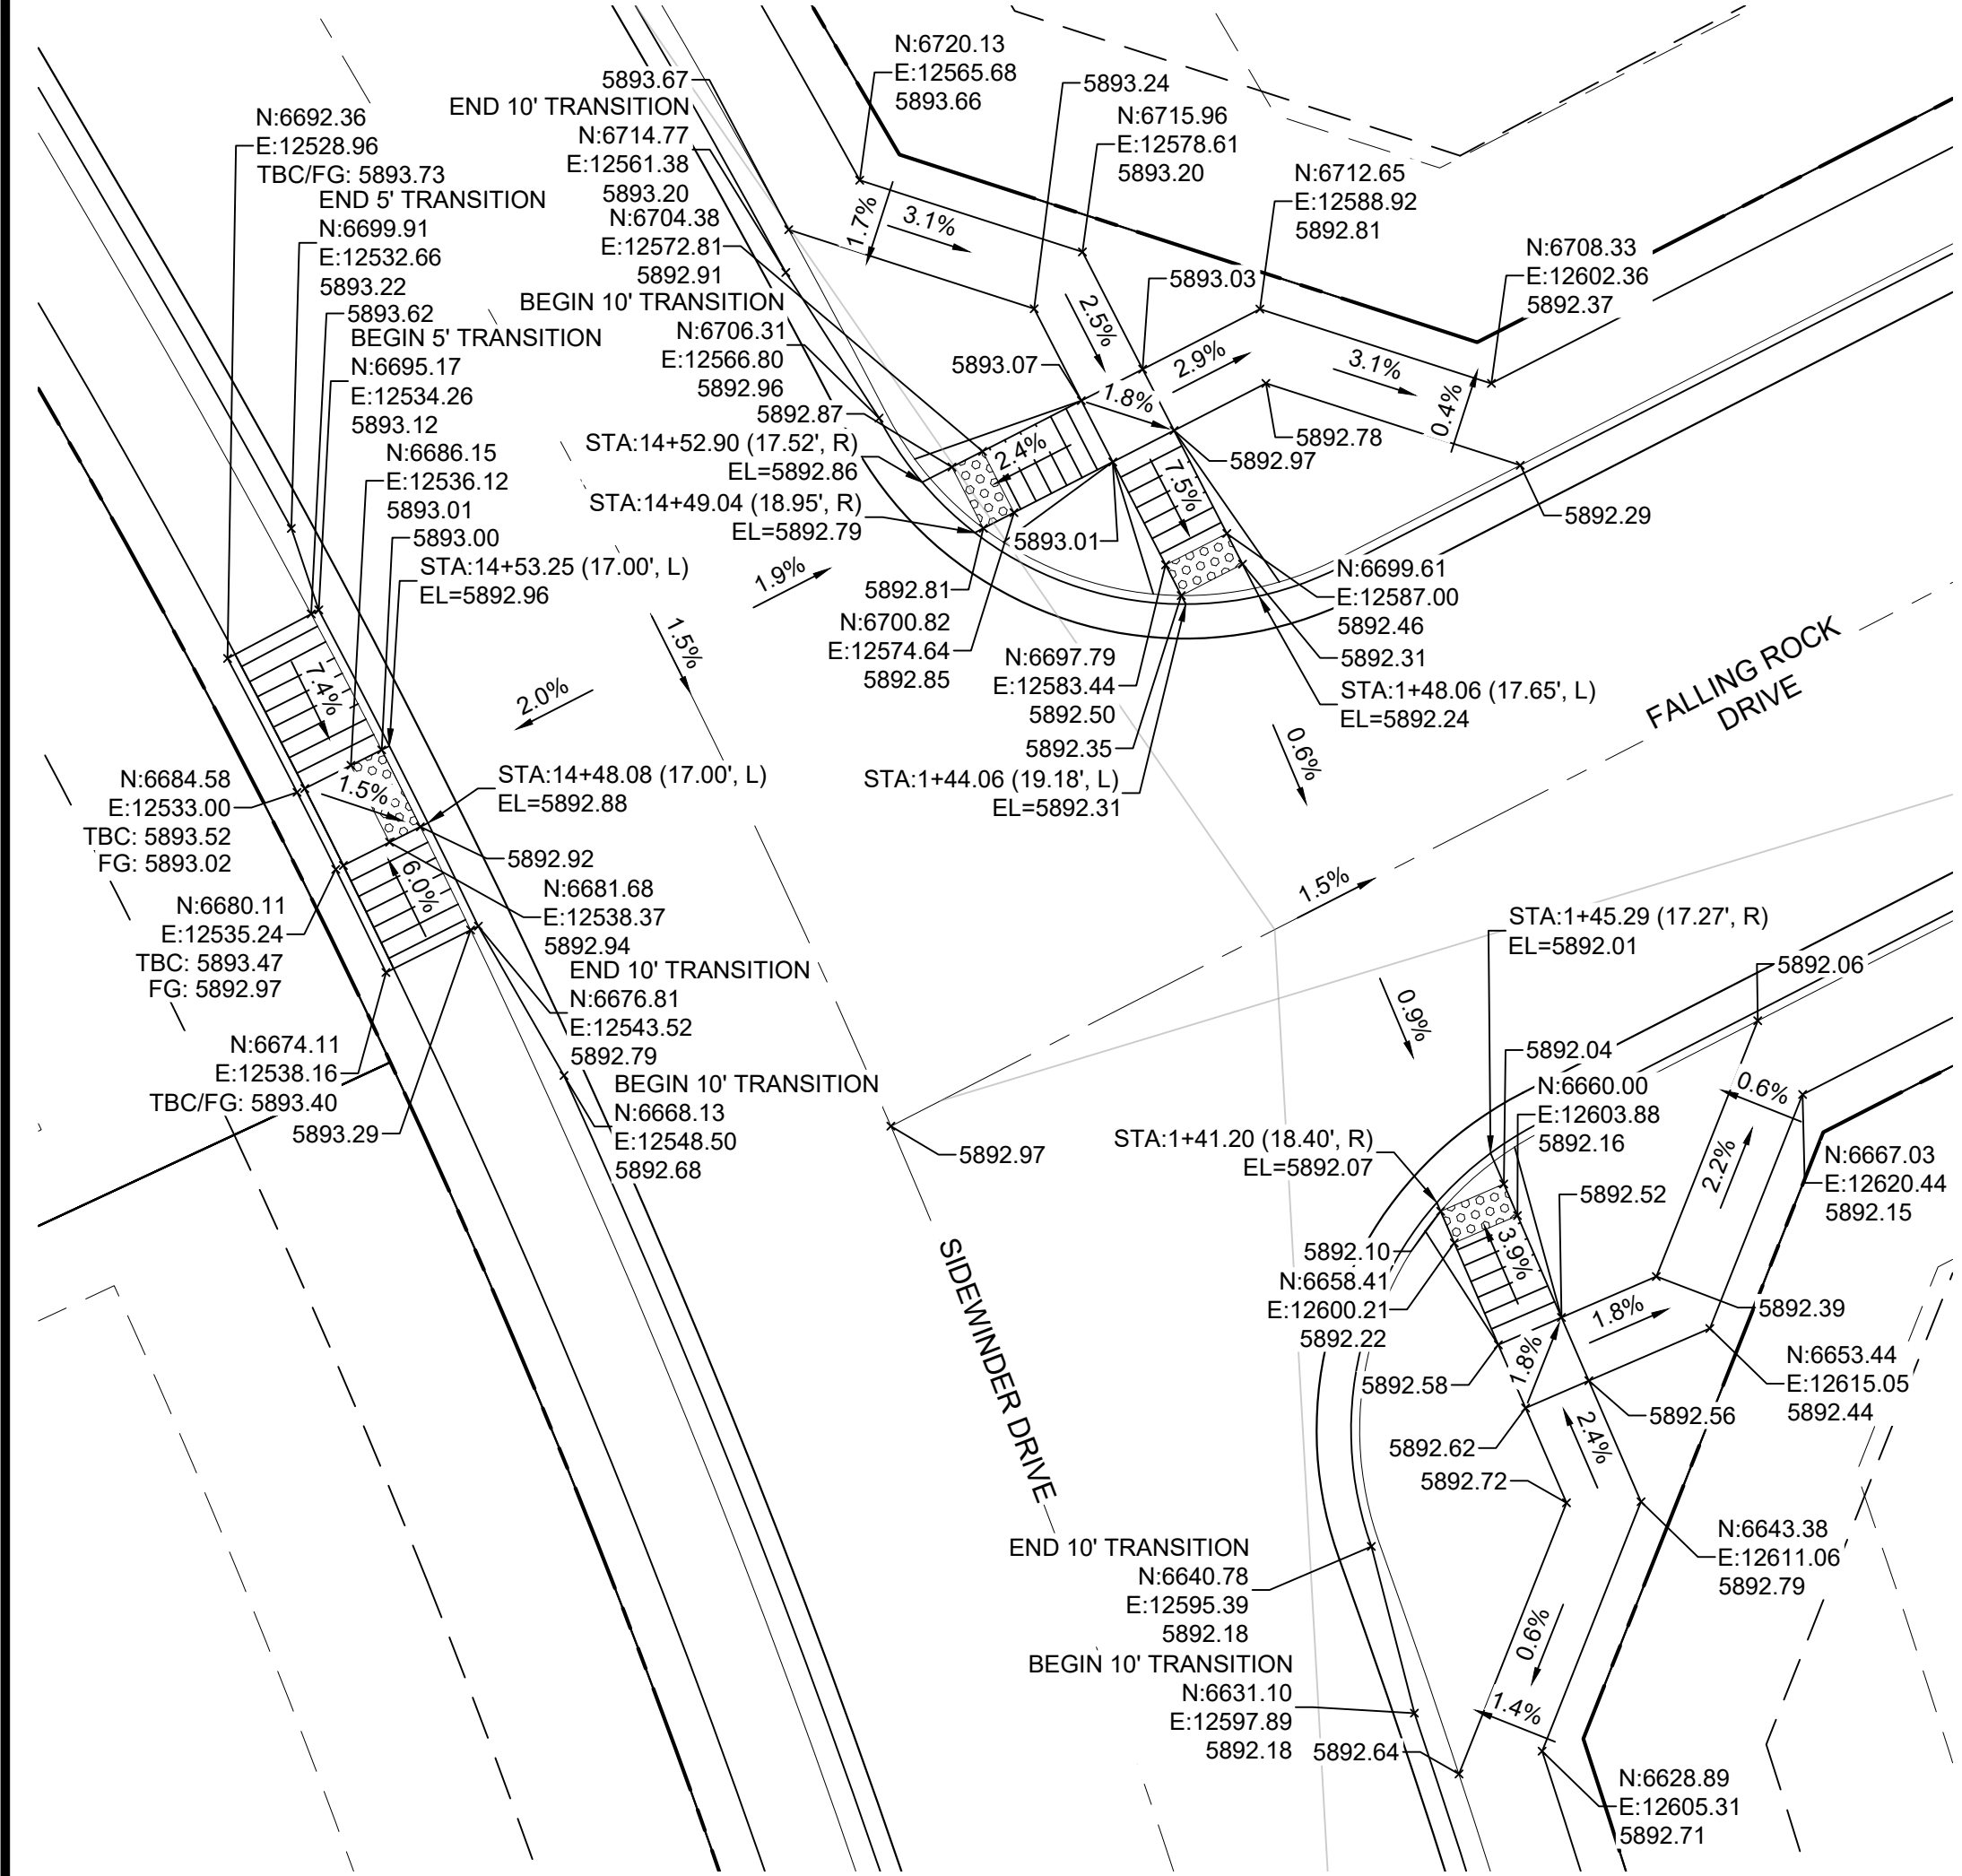 N:6720.13
E:12565.68
5893.66
5893.67
END 10' TRANSITION
N:6714.77
E:12561.38
5893.20
5893.24
N:6715.96
E:12578.61
5893.20
N:6692.36
E:12528.96
TBC/FG: 5893.73
END 5' TRANSITION
N:6699.91
E:12532.66
5893.22
5893.62
BEGIN 5' TRANSITION
N:6695.17
E:12534.26
5893.12
N:6686.15
E:12536.12
5893.01
5893.00
STA:14+53.25 (17.00', L)
EL=5892.96
N:6704.38
E:12572.81
5892.91
BEGIN 10' TRANSITION
N:6706.31
E:12566.80
5892.96
5892.87
STA:14+52.90 (17.52', R)
EL=5892.86
STA:14+49.04 (18.95', R)
EL=5892.79
N:6712.65
E:12588.92
5892.81
N:6708.33
E:12602.36
5892.37
1.7%
3.1%
2.5%
5893.03
5893.07
1.8%
2.9%
3.1%
0.4%
5892.78
5892.97
5892.29
2.4%
7.5%
5893.01
1.9%
5892.81
N:6700.82
E:12574.64
5892.85
N:6697.79
E:12583.44
5892.50
5892.35
STA:1+44.06 (19.18', L)
EL=5892.31
N:6699.61
E:12587.00
5892.46
5892.31
STA:1+48.06 (17.65', L)
EL=5892.24
FALLING ROCK
DRIVE
1.5%
2.0%
7.4%
0.6%
N:6684.58
E:12533.00
TBC: 5893.52
FG: 5893.02
1.5%
STA:14+48.08 (17.00', L)
EL=5892.88
5892.92
6.0%
N:6681.68
E:12538.37
5892.94
N:6680.11
E:12535.24
TBC: 5893.47
FG: 5892.97
END 10' TRANSITION
N:6676.81
E:12543.52
5892.79
N:6674.11
E:12538.16
TBC/FG: 5893.40
5893.29
BEGIN 10' TRANSITION
N:6668.13
E:12548.50
5892.68
5892.97
1.5%
0.9%
STA:1+45.29 (17.27', R)
EL=5892.01
5892.06
5892.04
N:6660.00
E:12603.88
5892.16
STA:1+41.20 (18.40', R)
EL=5892.07
0.6%
2.2%
N:6667.03
E:12620.44
5892.15
5892.52
5892.10
3.9%
N:6658.41
E:12600.21
5892.22
1.8%
5892.39
1.8%
5892.58
N:6653.44
E:12615.05
5892.44
5892.56
2.4%
5892.62
5892.72
SIDEWINDER DRIVE
N:6643.38
E:12611.06
5892.79
END 10' TRANSITION
N:6640.78
E:12595.39
5892.18
0.6%
BEGIN 10' TRANSITION
N:6631.10
E:12597.89
5892.18
1.4%
5892.64
N:6628.89
E:12605.31
5892.71